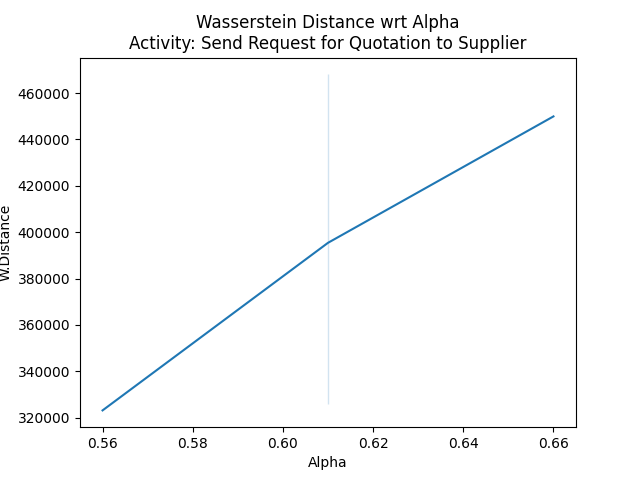 Wasserstein Distance wrt Alpha
Activity: Send Request for Quotation to Supplier
460000
440000
420000
400000
380000
360000
340000
320000
W.Distance
0.56 0.58 0.60 0.62 0.64 0.66
Alpha